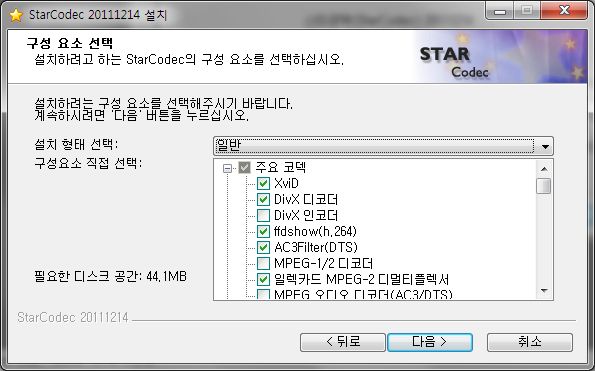 StarCodec 20111214 설치
구성 요소 선택
설치하려고 하는 StarCodec의 구성 요소를 선택하십시오.
STAR
Codec
설치하려는 구성 요소를 선택해주시기 바랍니다.
계속하시려면 '다음' 버튼을 누르십시오.
설치 형태 선택:
일반
구성요소 직접 선택:
주요 코덱
XviD
DivX 디코더
DivX 인코더
ffdshow(h.264)
AC3Filter(DTS)
MPEG-1/2 디코더
일렉카드 MPEG-2 디멀티플렉서
MPEG 오디오 디코더(AC3/DTS)
필요한 디스크 공간: 44.1MB
StarCodec 20111214
< 뒤로
다음 >
취소